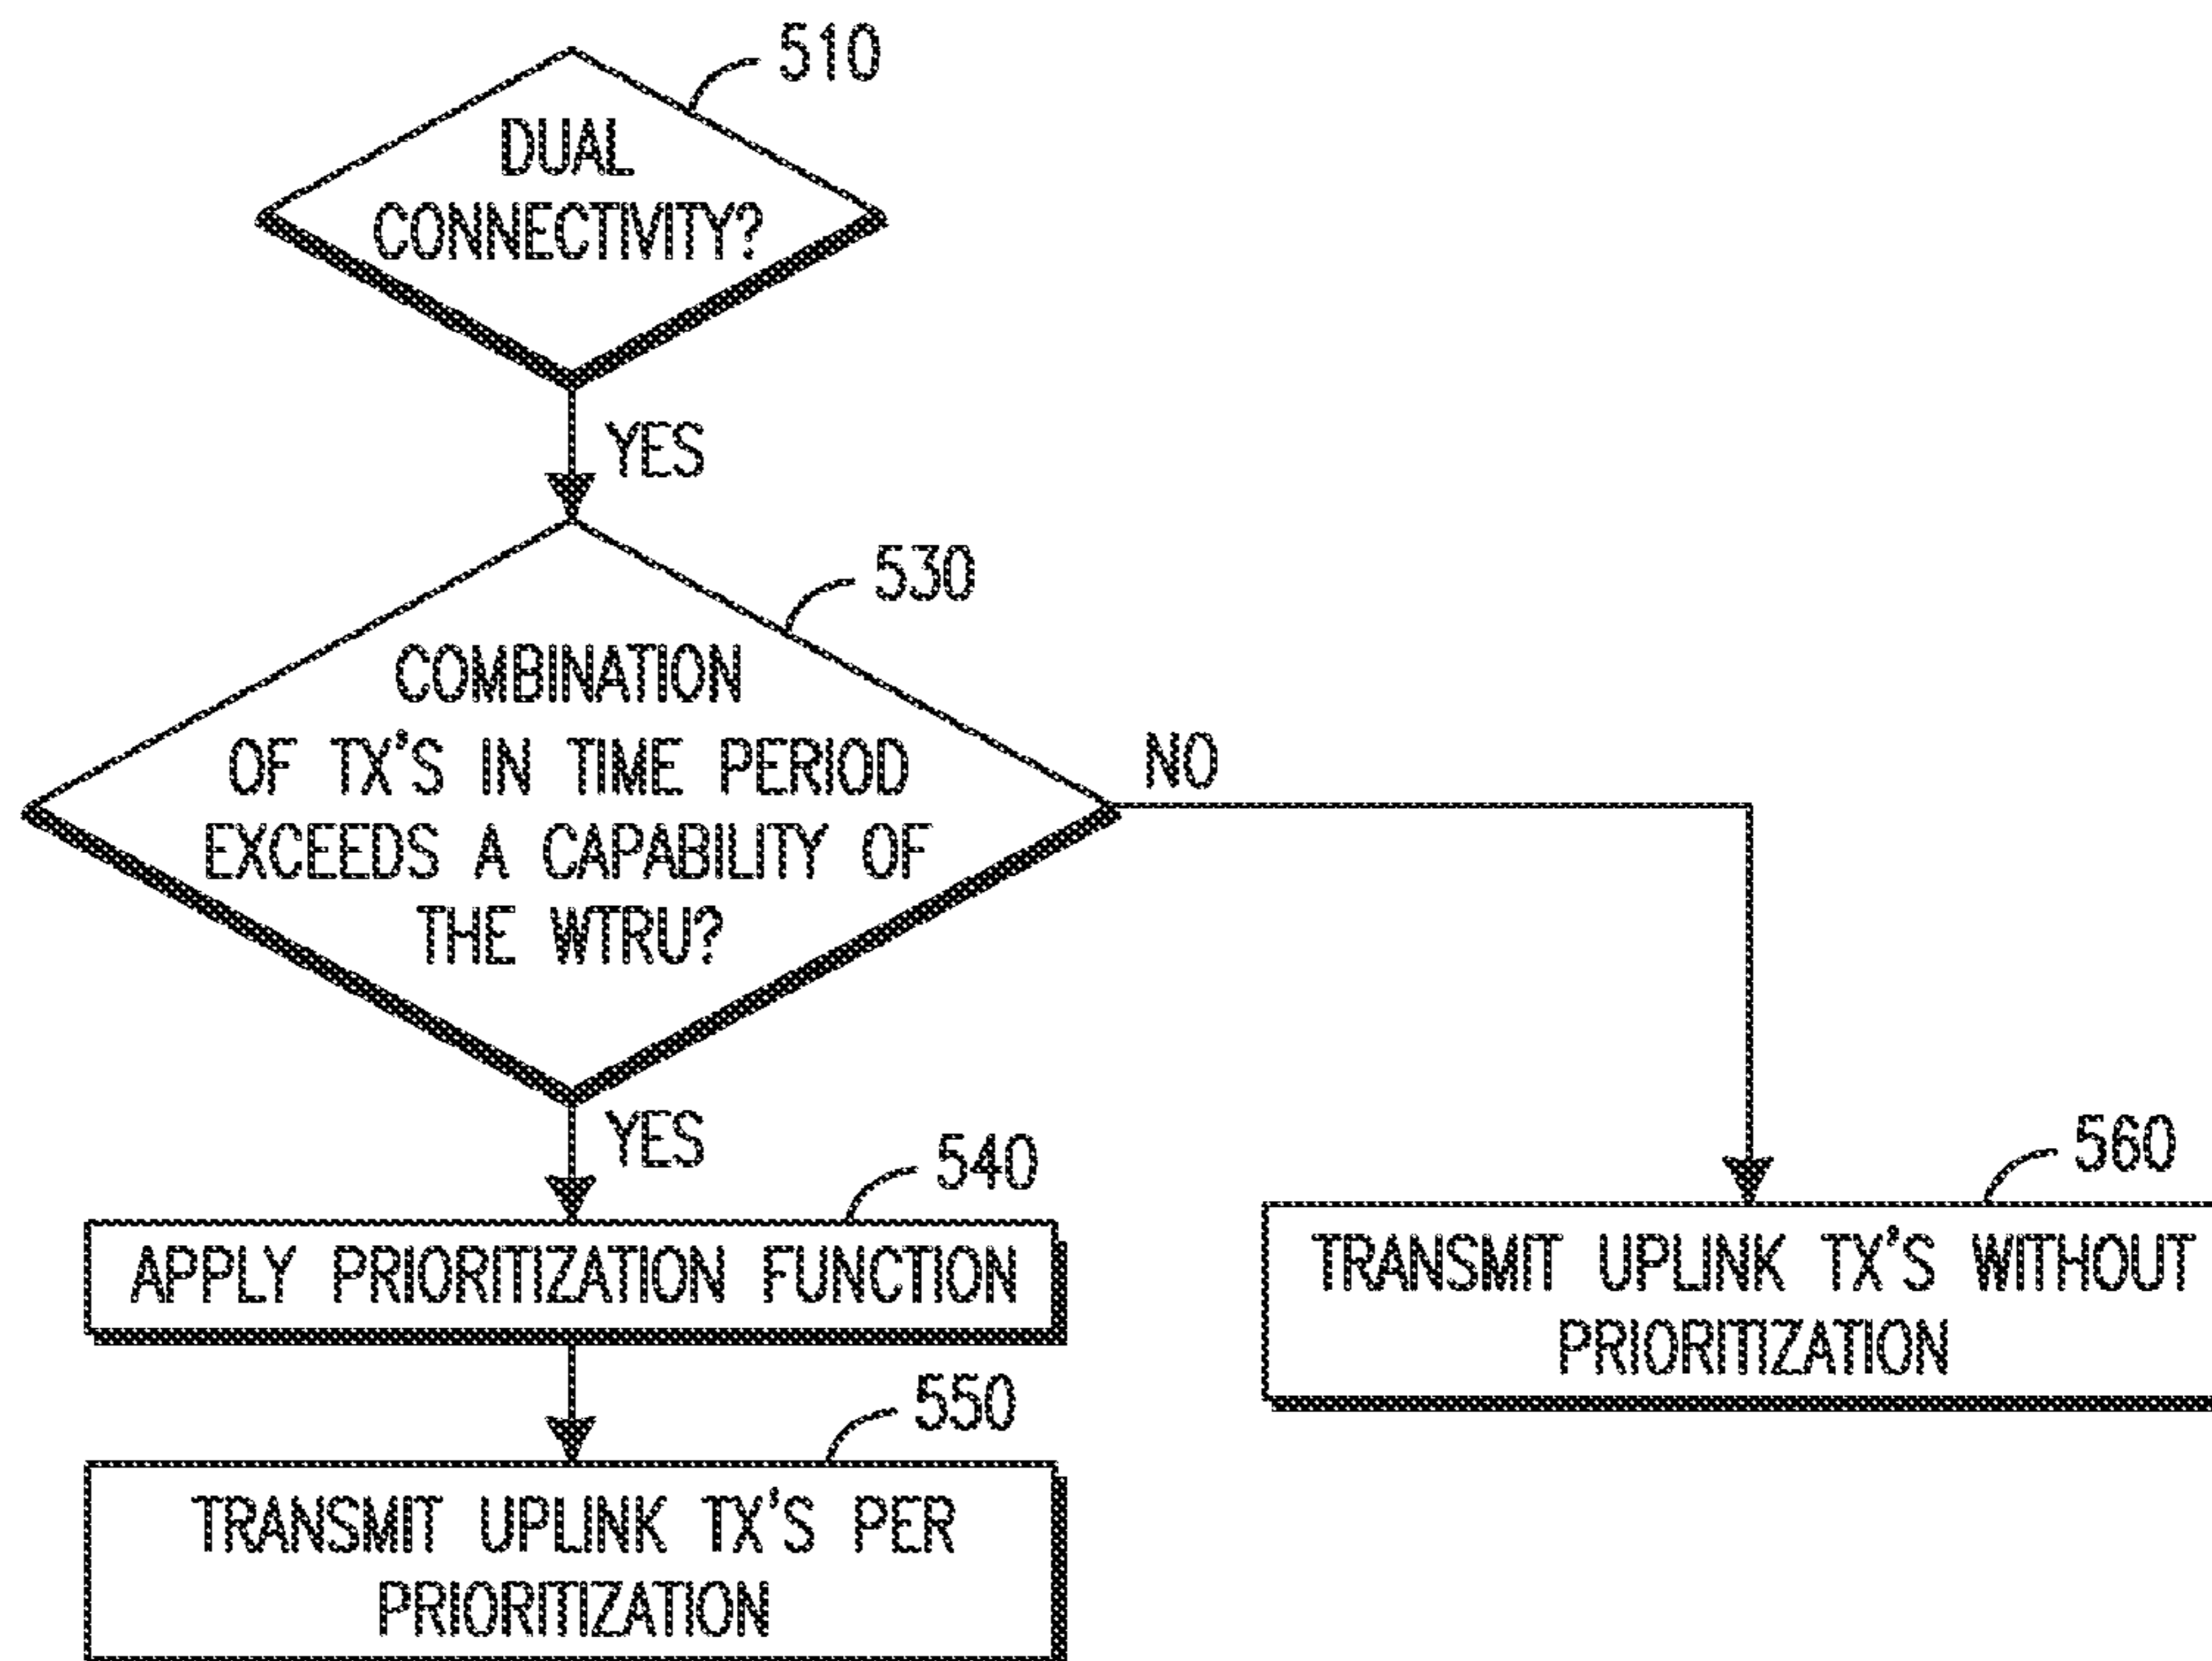 510
DUAL
CONNECTIVITY?
YES
530
COMBINATION
OF TX'S IN TIME PERIOD
EXCEEDS A CAPABILITY OF
THE WTRU?
NO
YES
540
APPLY PRIORITIZATION FUNCTION
560
TRANSMIT UPLINK TX'S WITHOUT
PRIORITIZATION
550
TRANSMIT UPLINK TX'S PER
PRIORITIZATION